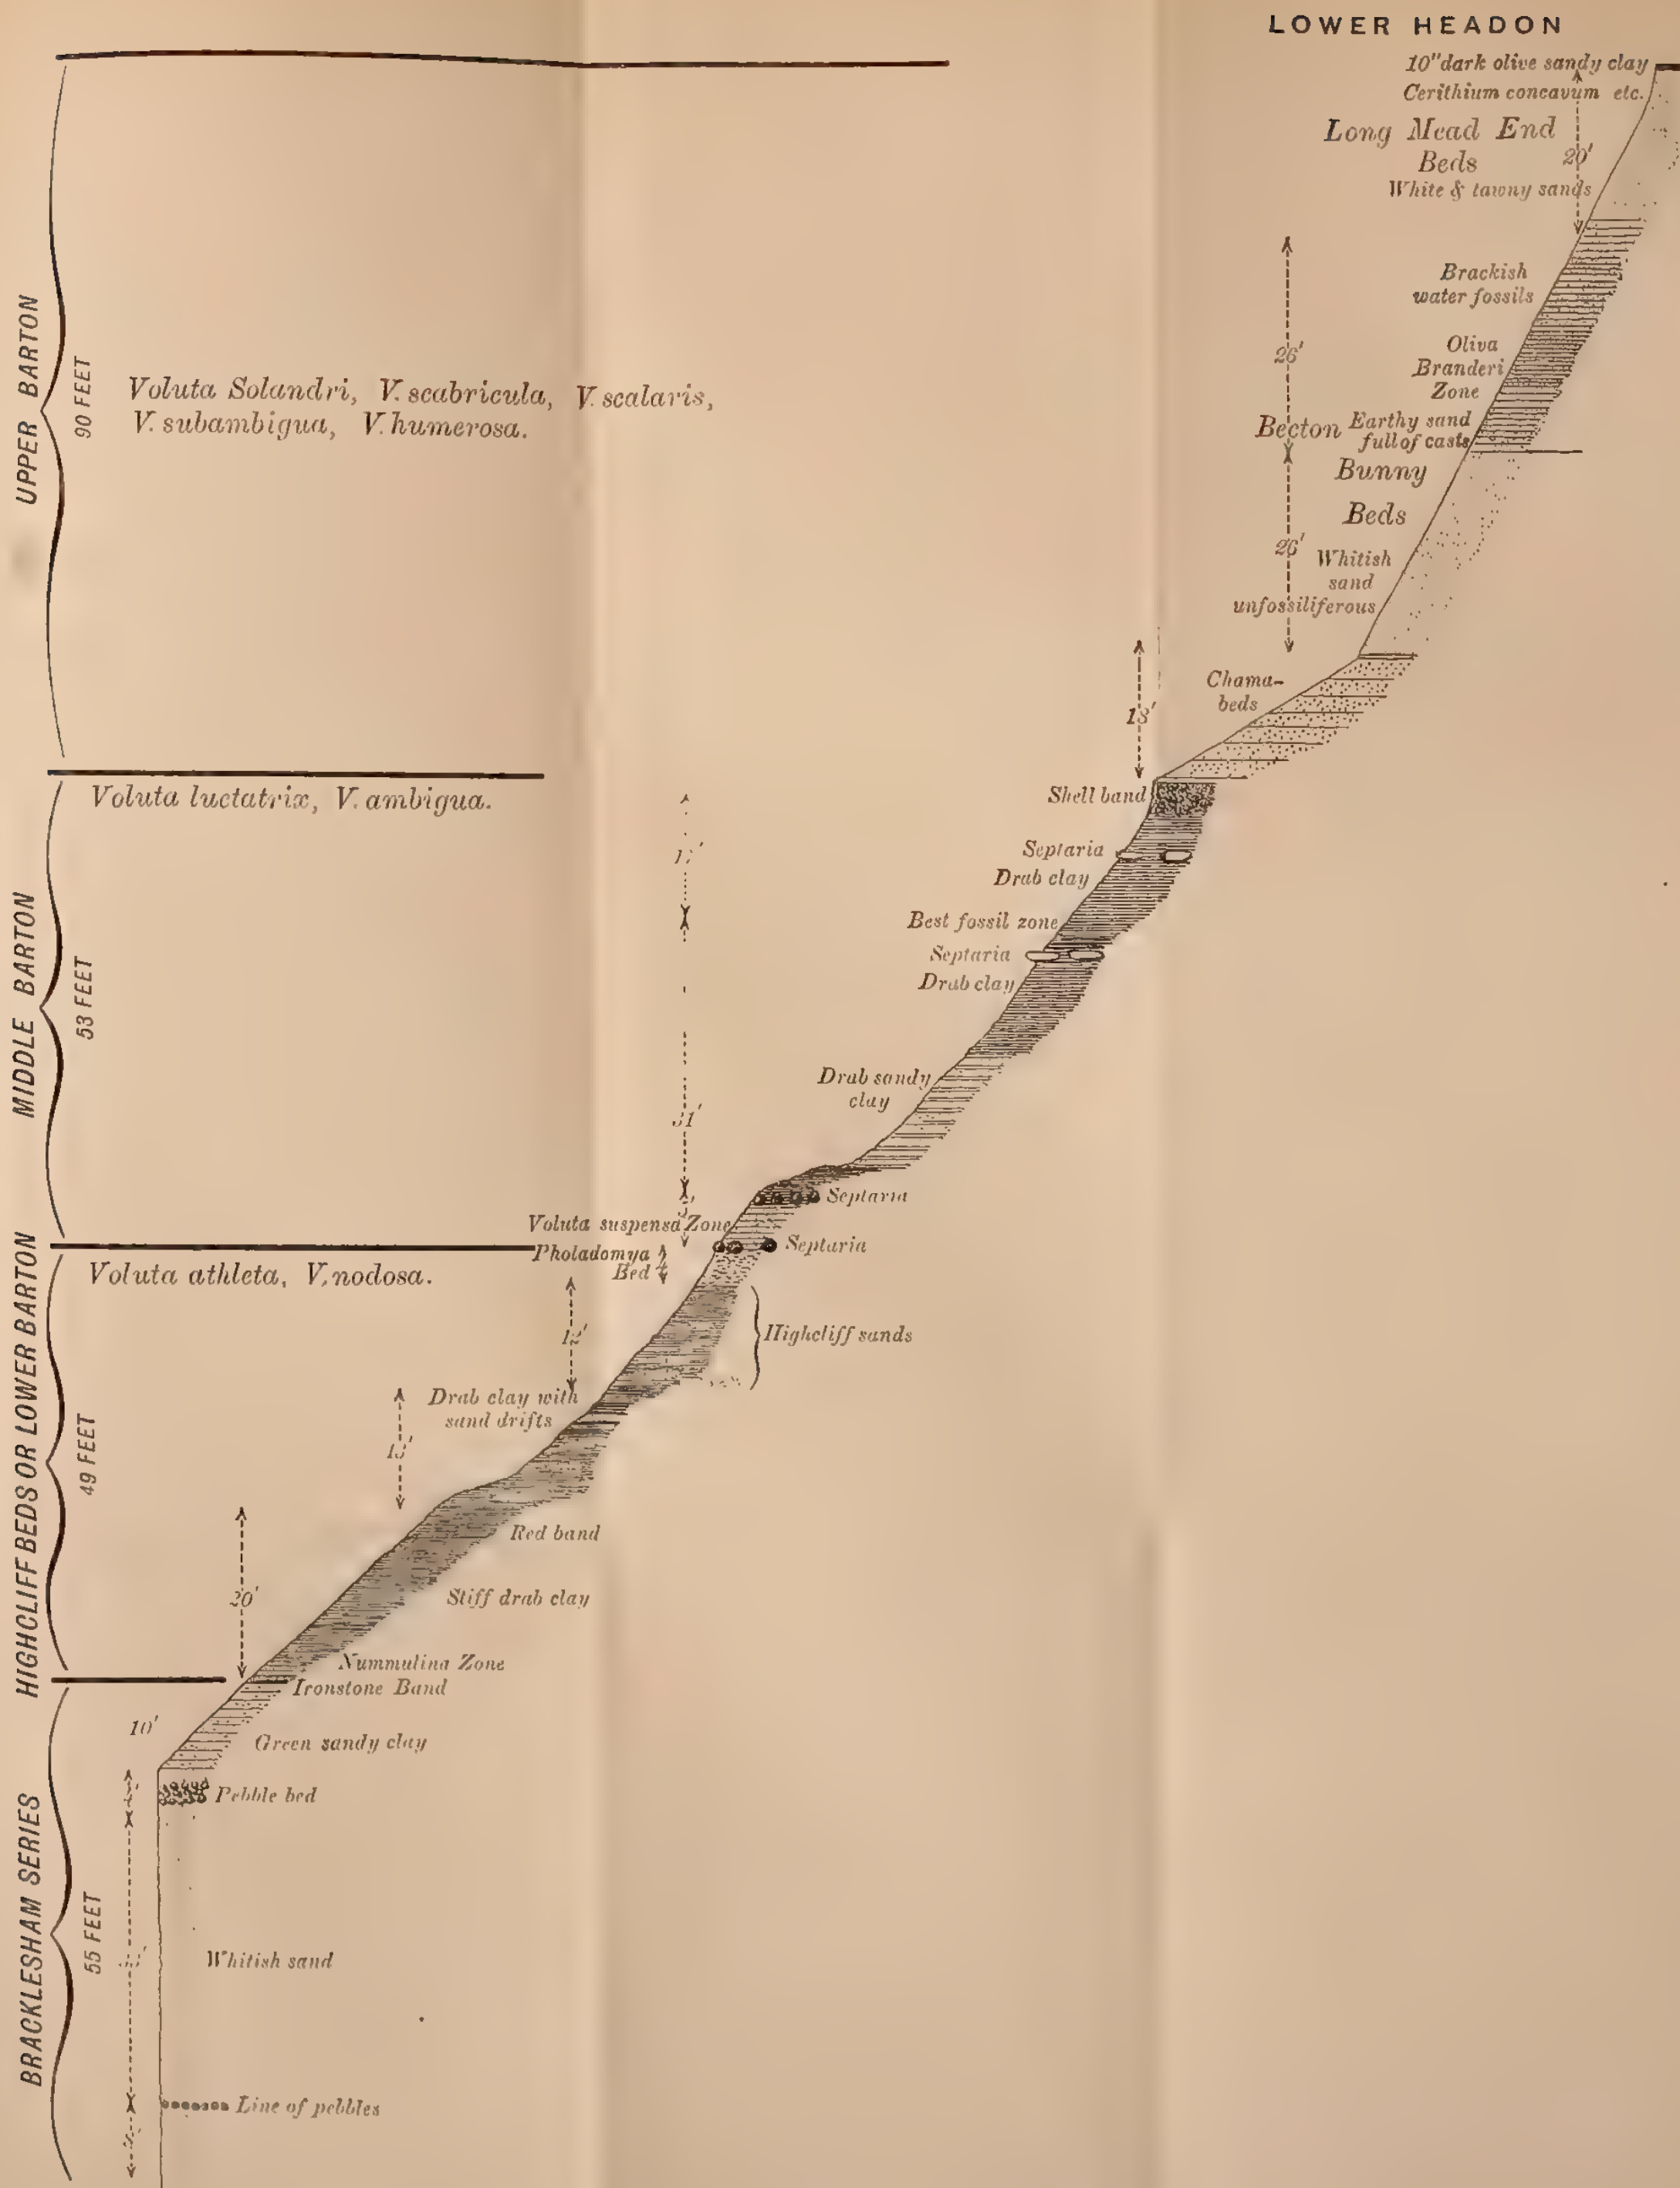 LOWER HEADON
10" dark olive sandy clay
Cerithium concavum etc.
Long Mead End
Beds
20'
White & tawny sands
Brackish
water fossils
26'
Oliva
Branderi
Zone
Becton
Earthy sand
full of casts
Bunny
Beds
26'
Whitish
sand
unfossiliferous
UPPER BARTON
90 FEET
Voluta Solandri, V. scabricula, V. scalaris,
V. subambigua, V. humerosa.
Chama-
beds
18'
MIDDLE BARTON
53 FEET
Voluta luctatrix, V. ambigua.
Shell band
Septaria
Drab clay
Best fossil zone
Septaria
Drab clay
Drab sandy
clay
31'
Septaria
Voluta suspensa Zone
Septaria
HIGHCLIFF BEDS OR LOWER BARTON
49 FEET
Voluta athleta, V. nodosa.
Pholadomya
Bed
4'
12'
Highcliff sands
Drab clay with
sand drifts
13'
Red band
20'
Stiff drab clay
Nummulina Zone
Ironstone Band
BRACKLESHAM SERIES
55 FEET
10'
Green sandy clay
Pebble bed
Whitish sand
Line of pebbles